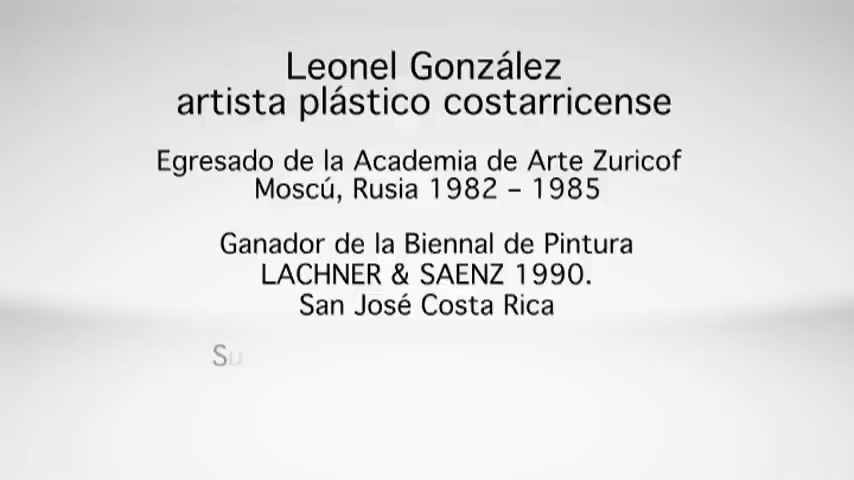 Leonel González
artista plástico costarricense
Egresado de la Academia de Arte Zuricof
Moscú, Rusia 1982 – 1985
Ganador de la Biennal de Pintura
LACHNER & SAENZ 1990.
San José Costa Rica
Su